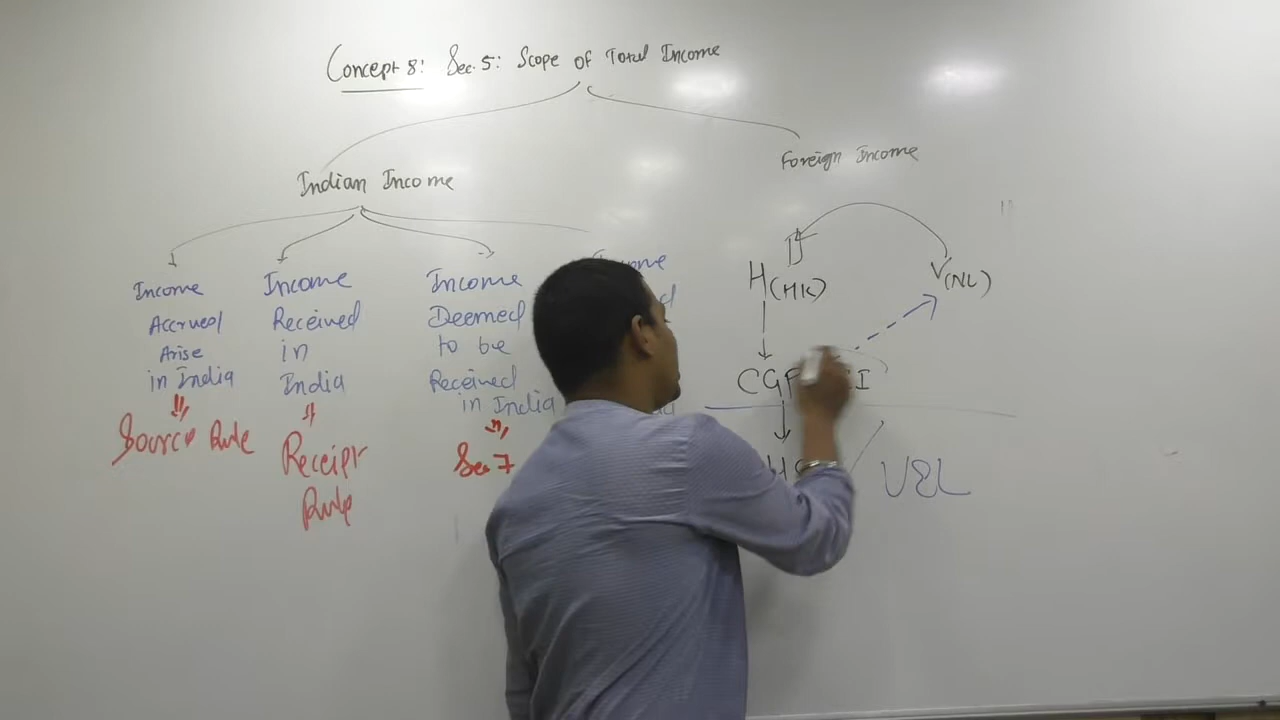 Concept 8: Sec. 5: Scope of Total Income
Indian Income
Foreign Income
Income
Accrued
Arise
in India
Source Rule
Income
Received
in
India
Receipt
Rule
Income
Deemed
to be
Received
in India
Sec 7
H(HK)
V(NL)
CGP
VEL